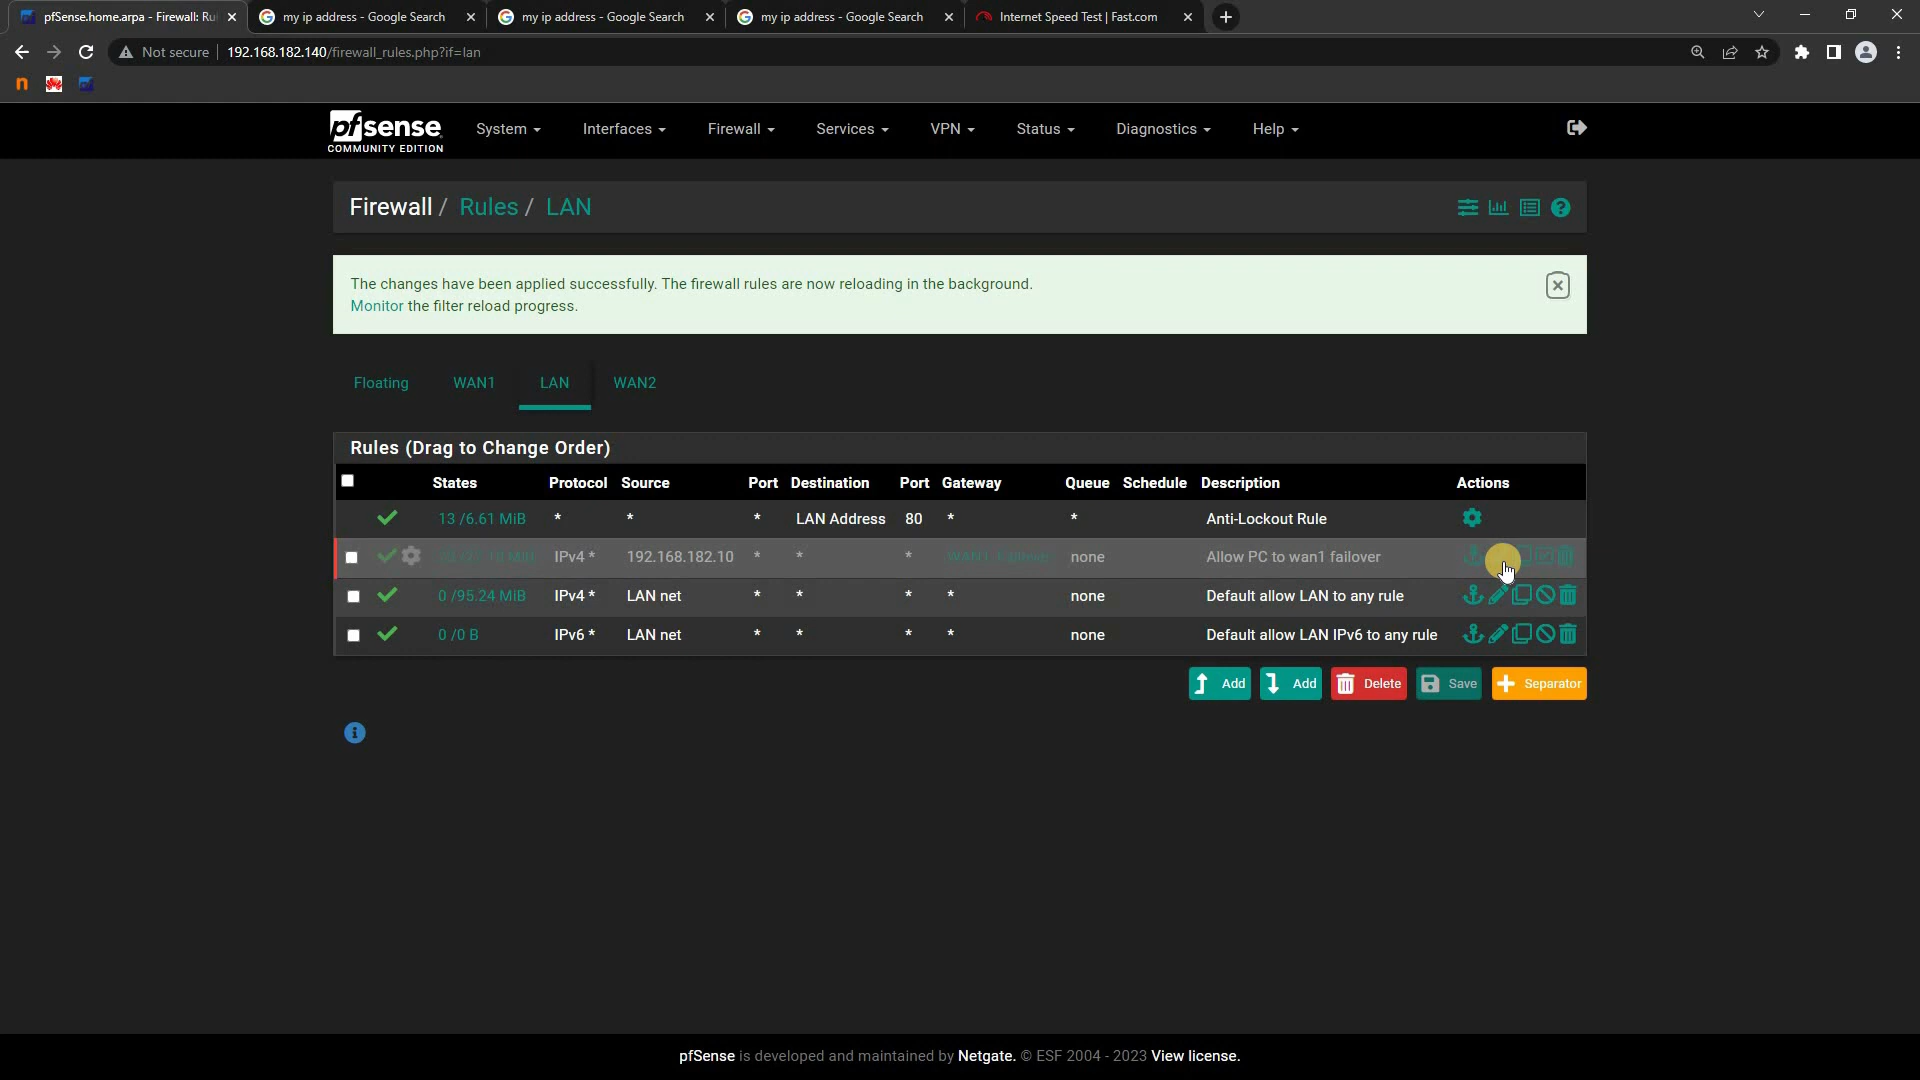 pfSense.home.arpa - Firewall: Ru
my ip address - Google Search
my ip address - Google Search
my ip address - Google Search
Internet Speed Test | Fast.com
Not secure
192.168.182.140/firewall_rules.php?if=lan
pfsense
COMMUNITY EDITION
System
Interfaces
Firewall
Services
VPN
Status
Diagnostics
Help
Firewall / Rules / LAN
The changes have been applied successfully. The firewall rules are now reloading in the background.
Monitor the filter reload progress.
Floating
WAN1
LAN
WAN2
Rules (Drag to Change Order)
States Protocol Source Port Destination Port Gateway Queue Schedule Description Actions
13 /6.61 MiB * * * LAN Address 80 * * Anti-Lockout Rule
IPv4 * 192.168.182.10 * * * WAN1 none Allow PC to wan1 failover
0 /95.24 MiB IPv4 * LAN net * * * * none Default allow LAN to any rule
0 /0 B IPv6 * LAN net * * * * none Default allow LAN IPv6 to any rule
Add
Add
Delete
Save
Separator
pfSense is developed and maintained by Netgate. © ESF 2004 - 2023 View license.